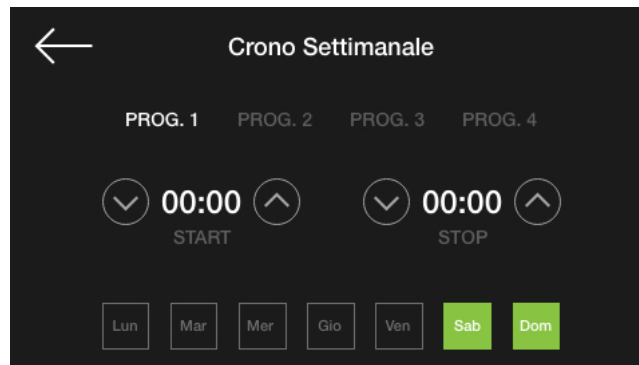 Crono Settimanale
PROG. 1 PROG. 2 PROG. 3 PROG. 4
00:00 00:00
START STOP
Lun Mar Mer Gio Ven Sab Dom